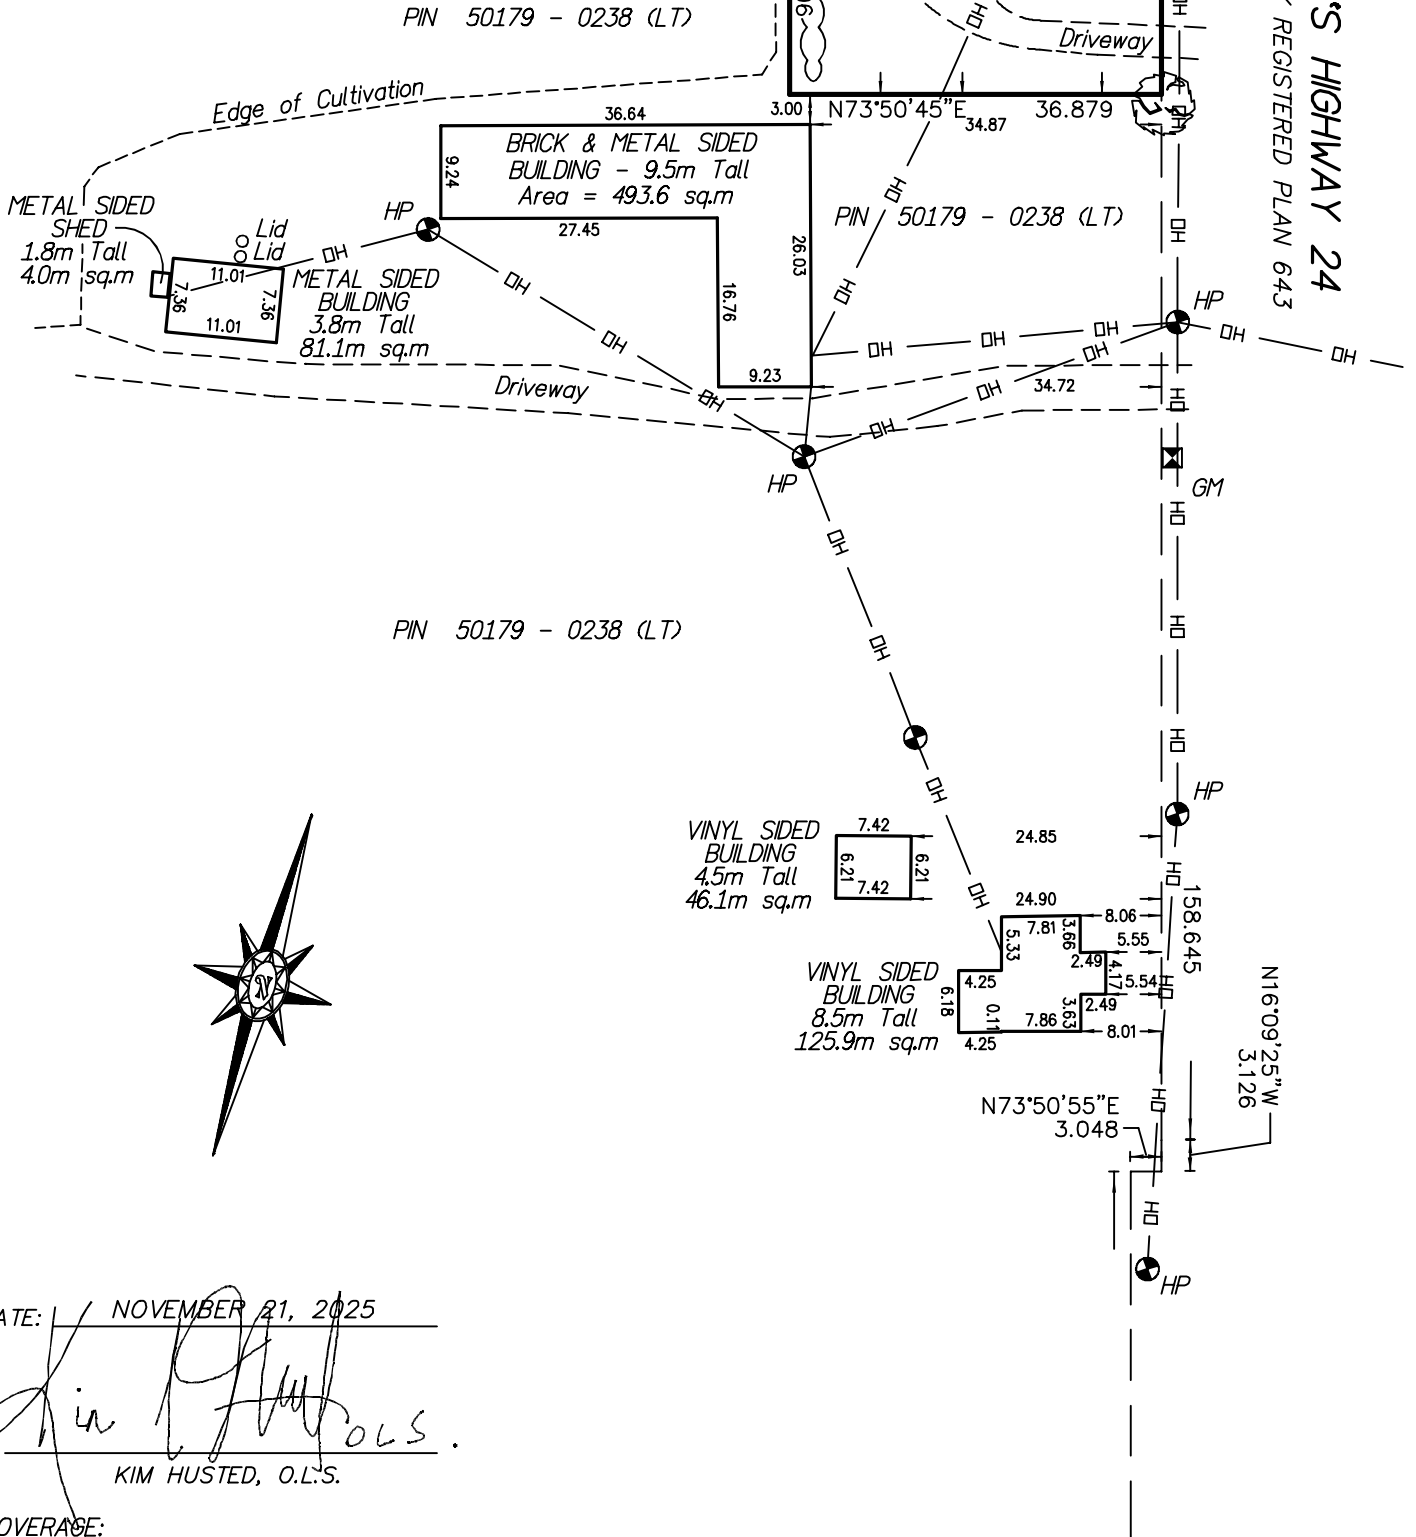 PIN 50179 - 0238 (LT)
Driveway
'S HIGHWAY 24
REGISTERED PLAN 643
Edge of Cultivation
36.64
3.00
N73°50'45"E
36.879
34.87
BRICK & METAL SIDED
BUILDING - 9.5m Tall
Area = 493.6 sq.m
9.24
27.45
26.03
16.76
9.23
PIN 50179 - 0238 (LT)
METAL SIDED
SHED
1.8m Tall
4.0m sq.m
HP
Lid
Lid
11.01
7.36
7.36
11.01
METAL SIDED
BUILDING
3.8m Tall
81.1m sq.m
HP
34.72
Driveway
HP
GM
PIN 50179 - 0238 (LT)
HP
VINYL SIDED
BUILDING
4.5m Tall
46.1m sq.m
7.42
6.21
6.21
7.42
24.85
24.90
158.645
8.06
7.81
3.66
5.55
5.33
2.49
4.17
VINYL SIDED
BUILDING
8.5m Tall
125.9m sq.m
4.25
5.54
6.18
0.11
3.63
2.49
7.86
8.01
4.25
N16°09'25"W
3.126
N73°50'55"E
3.048
HP
N
ATE: NOVEMBER 21, 2025
O L S .
KIM HUSTED, O.L.S.
OVERAGE: